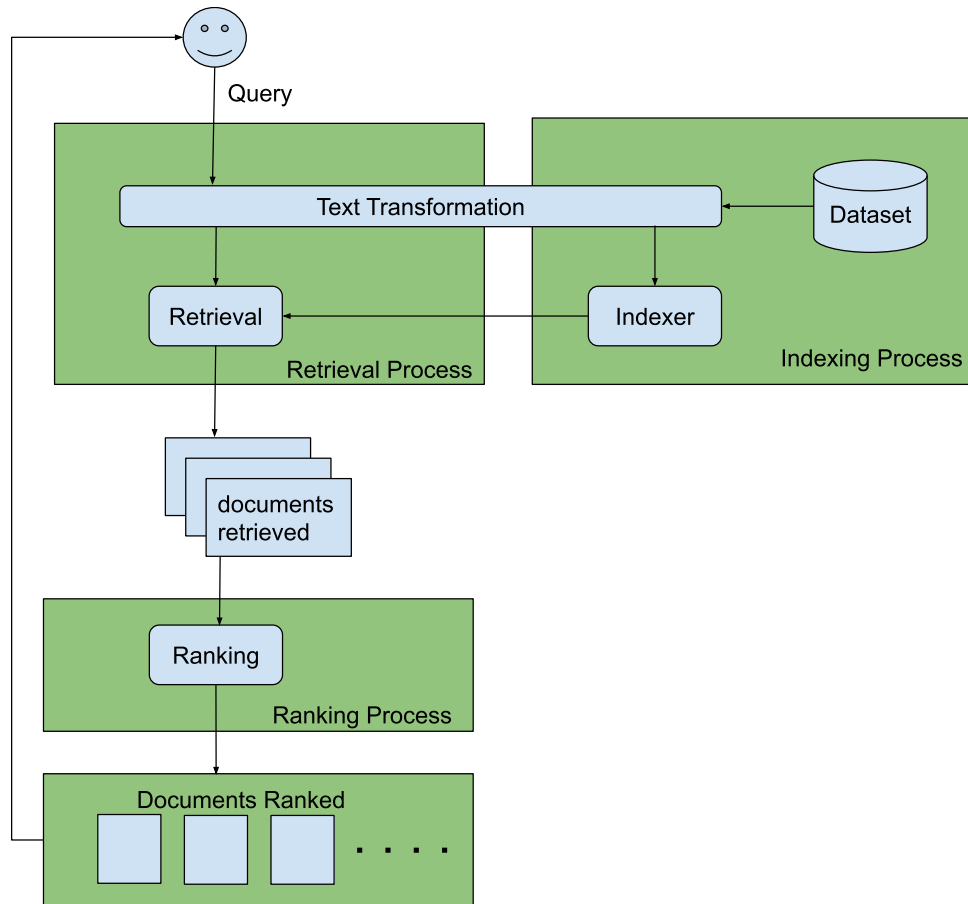 Query
Text Transformation
Dataset
Retrieval
Indexer
Retrieval Process
Indexing Process
documents
retrieved
Ranking
Ranking Process
Documents Ranked
. . . .